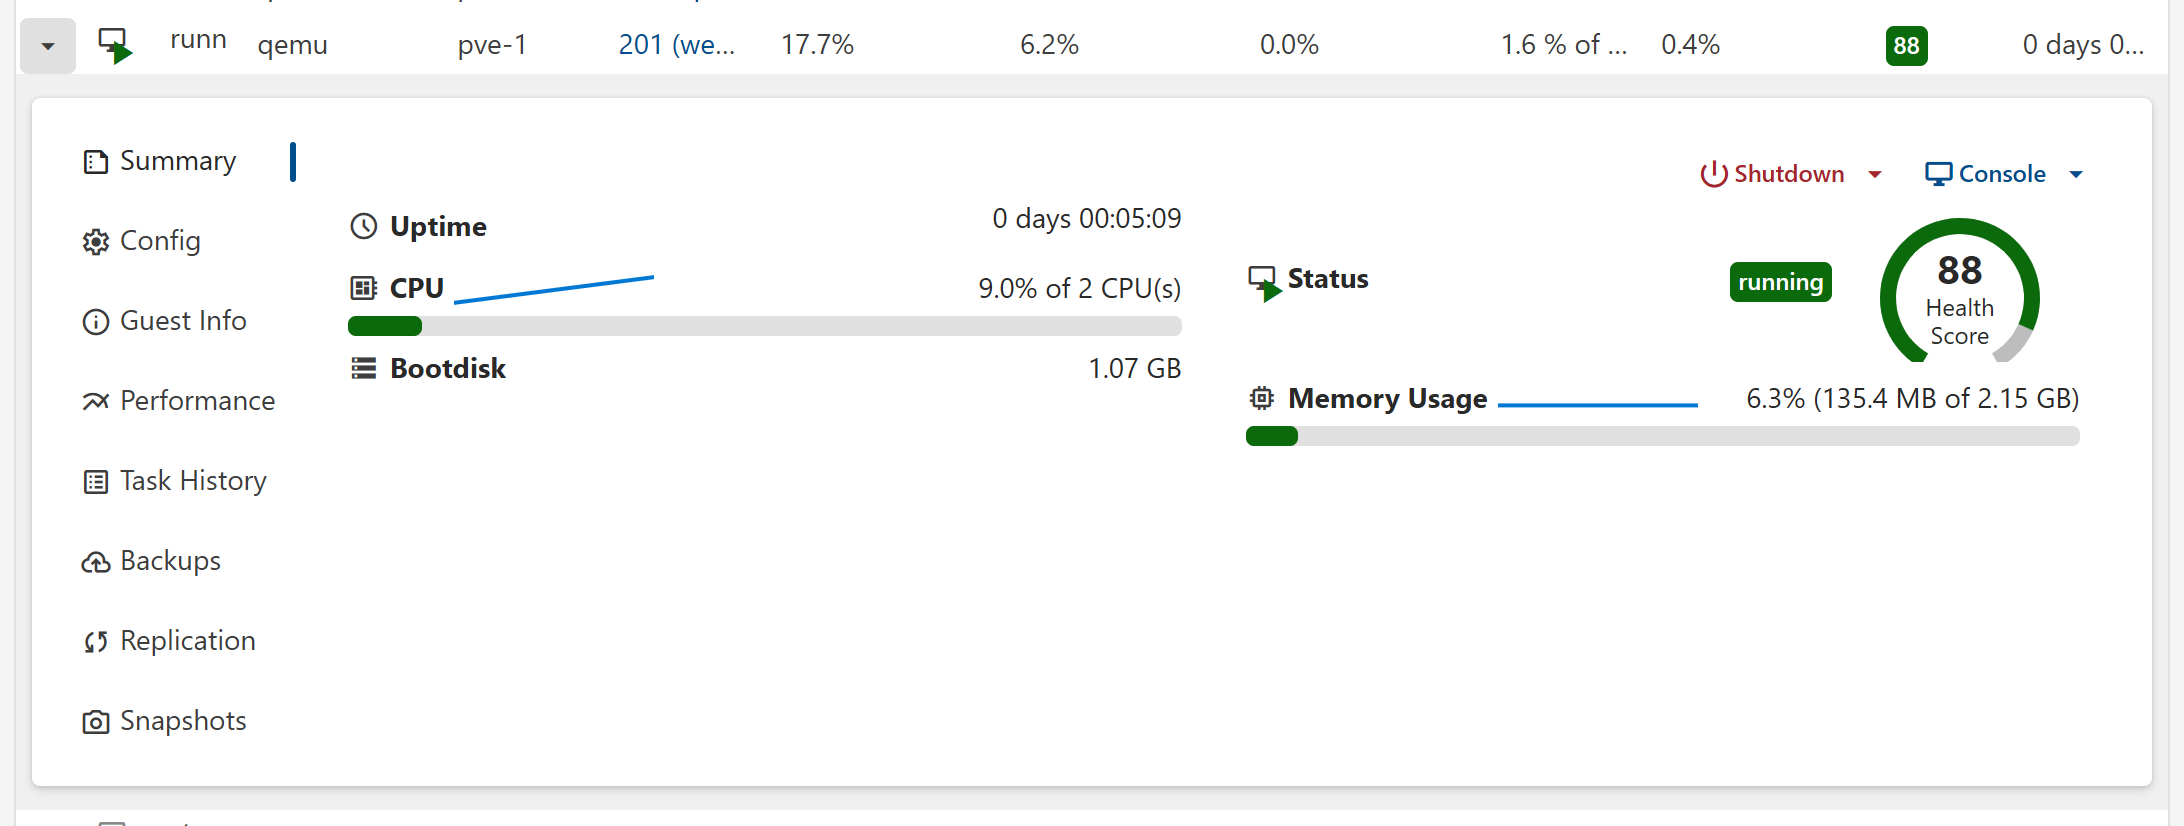 runn qemu pve-1 201 (we... 17.7% 6.2% 0.0% 1.6 % of ... 0.4% 88 0 days 0...
Summary
Config
Guest Info
Performance
Task History
Backups
Replication
Snapshots
Shutdown Console
Uptime 0 days 00:05:09
CPU 9.0% of 2 CPU(s)
Bootdisk 1.07 GB
Status running
88
Health
Score
Memory Usage 6.3% (135.4 MB of 2.15 GB)